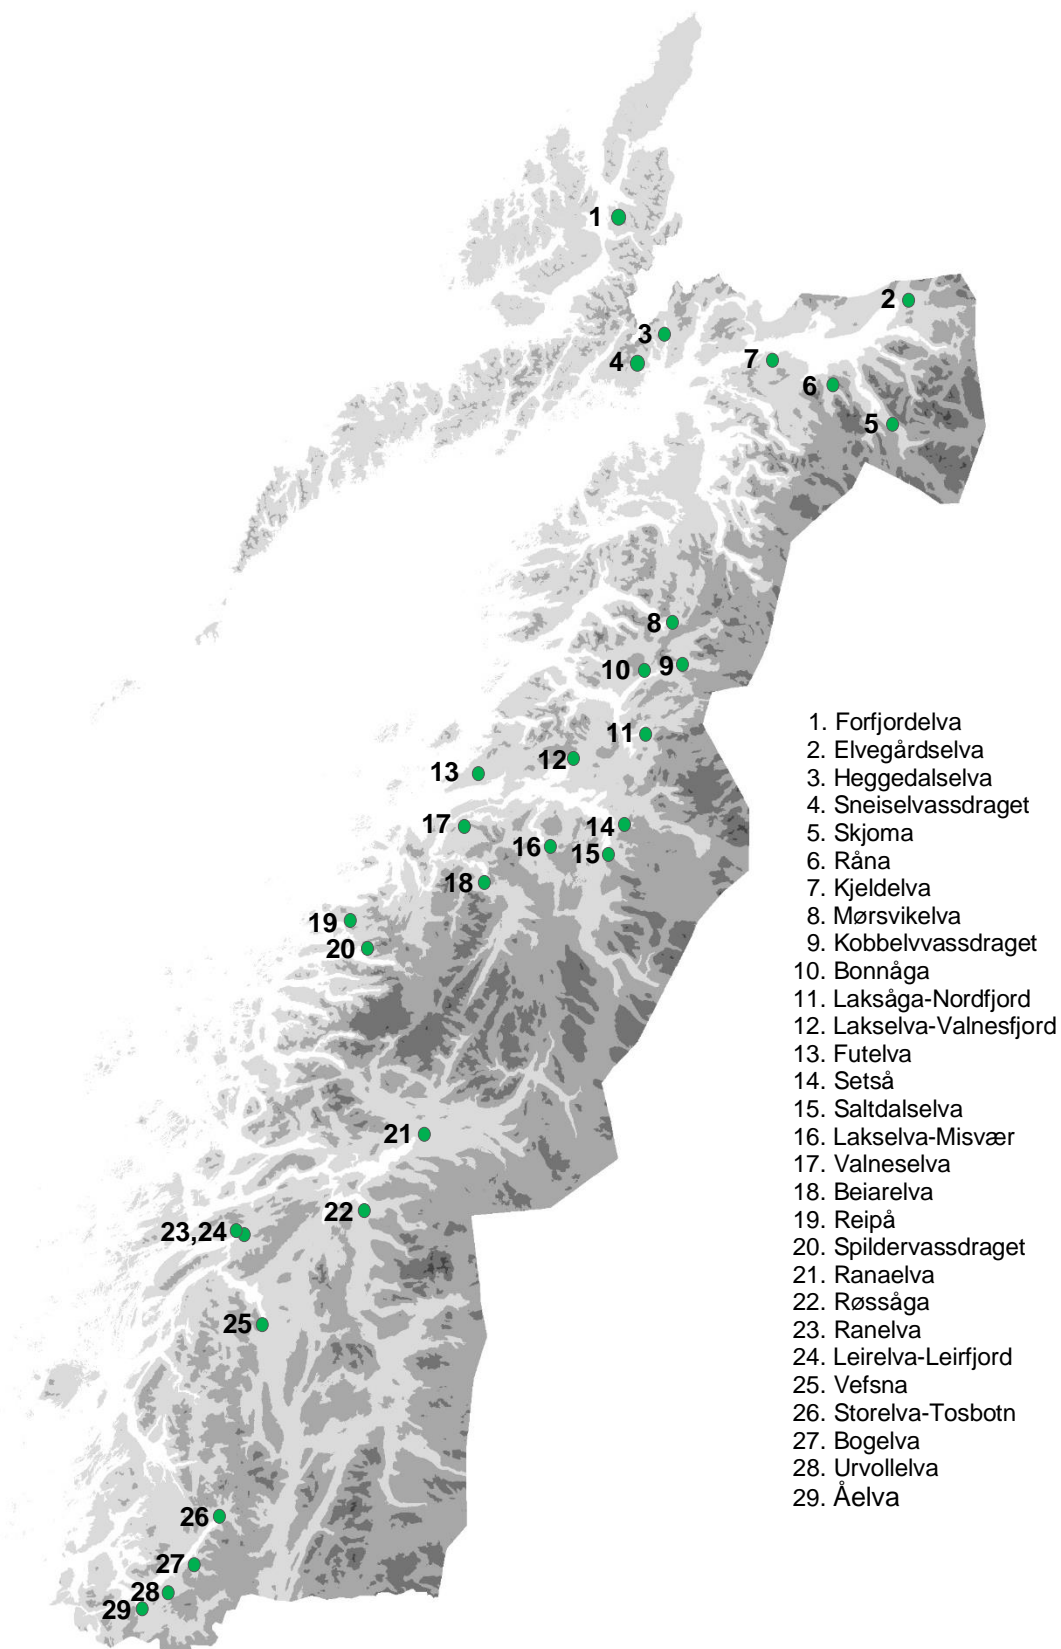 1
2
3
4
7
6
5
8
9
10
11
12
13
17
14
16
15
18
19
20
21
22
23,24
25
26
27
28
29
1. Forfjordelva
2. Elvegårdselva
3. Heggedalselva
4. Sneiselvassdraget
5. Skjoma
6. Råna
7. Kjeldelva
8. Mørsvikelva
9. Kobbelvvassdraget
10. Bonnåga
11. Laksåga-Nordfjord
12. Lakselva-Valnesfjord
13. Futelva
14. Setså
15. Saltdalselva
16. Lakselva-Misvær
17. Valneselva
18. Beiarelva
19. Reipå
20. Spildervassdraget
21. Ranaelva
22. Røssåga
23. Ranelva
24. Leirelva-Leirfjord
25. Vefsna
26. Storelva-Tosbotn
27. Bogelva
28. Urvollelva
29. Åelva